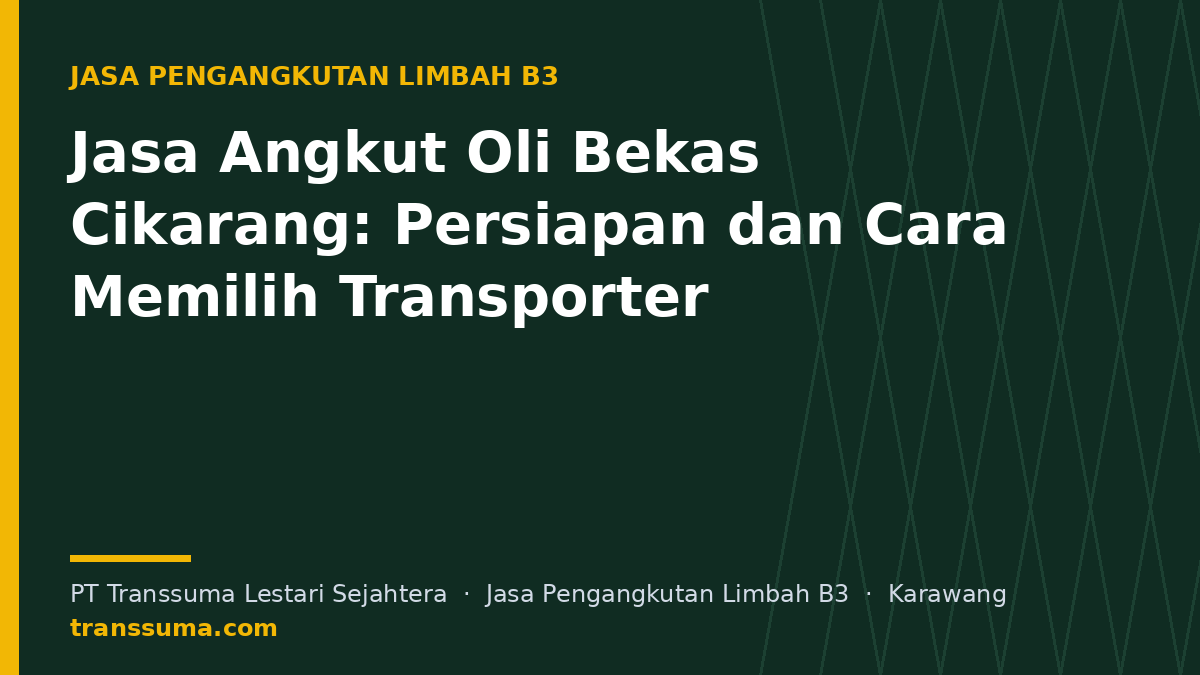 JASA PENGANGKUTAN LIMBAH B3
Jasa Angkut Oli Bekas
Cikarang: Persiapan dan Cara
Memilih Transporter
PT Transsuma Lestari Sejahtera · Jasa Pengangkutan Limbah B3 · Karawang
transsuma.com